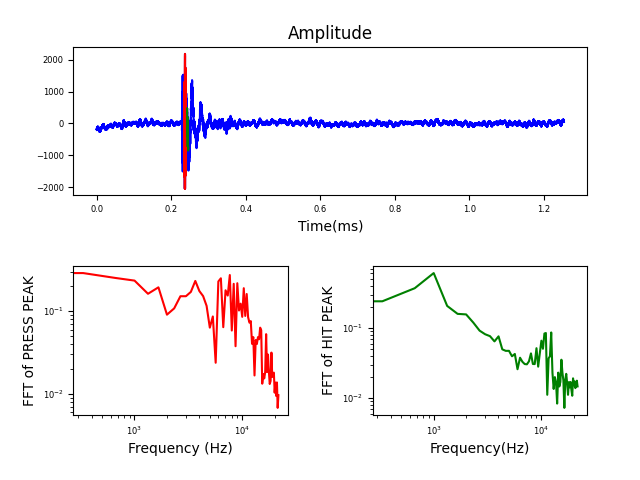 Amplitude
2000
1000
0
−1000
−2000
0.0 0.2 0.4 0.6 0.8 1.0 1.2
Time(ms)
FFT of PRESS PEAK
10⁻¹
10⁻²
10³ 10⁴
Frequency (Hz)
FFT of HIT PEAK
10⁻¹
10⁻²
10³ 10⁴
Frequency(Hz)